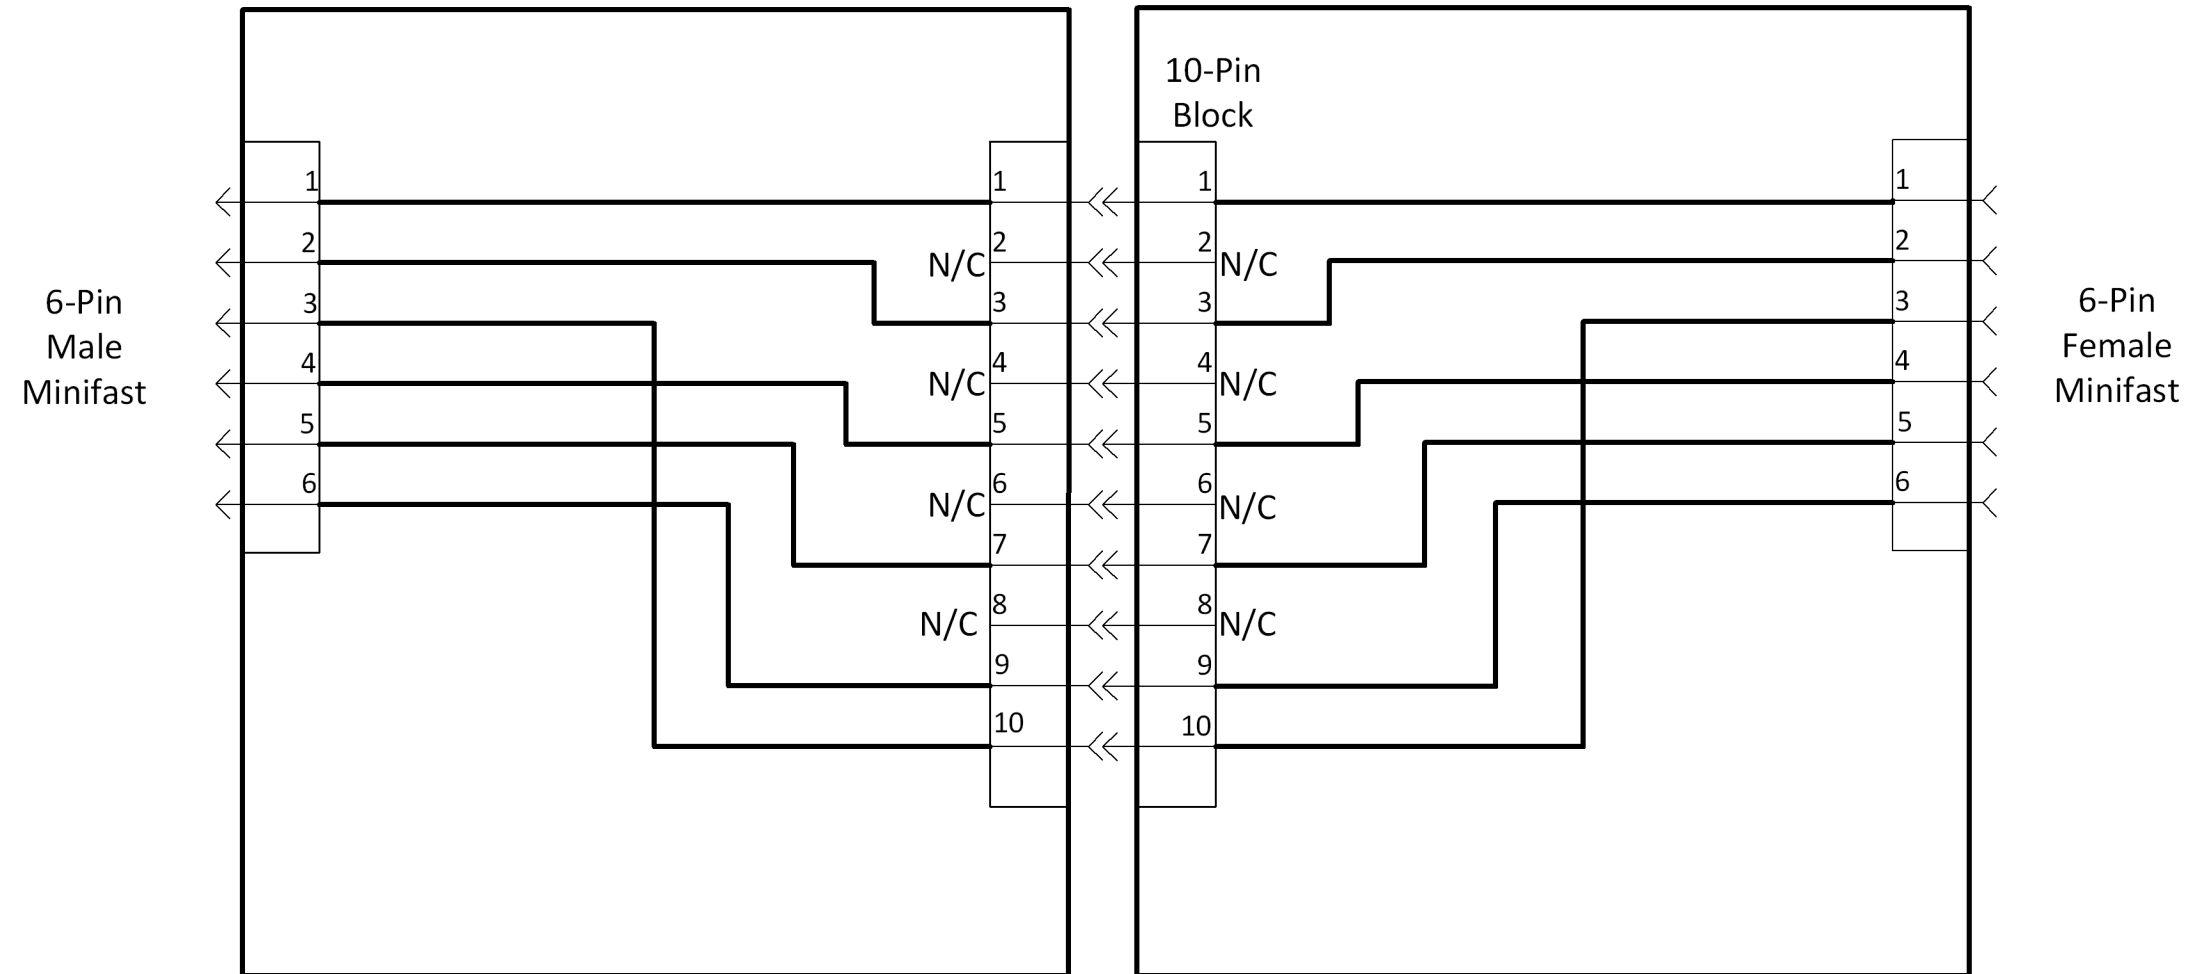 10-Pin
Block
1 1 1 1
2 N/C 2 2 N/C 2
3 3 3 3
6-Pin
Male
Minifast
4 N/C 4 4 N/C 4
5 5 5 5
6 N/C 6 6 N/C 6
7 7
N/C 8 8 N/C
9 9
10 10
6-Pin
Female
Minifast